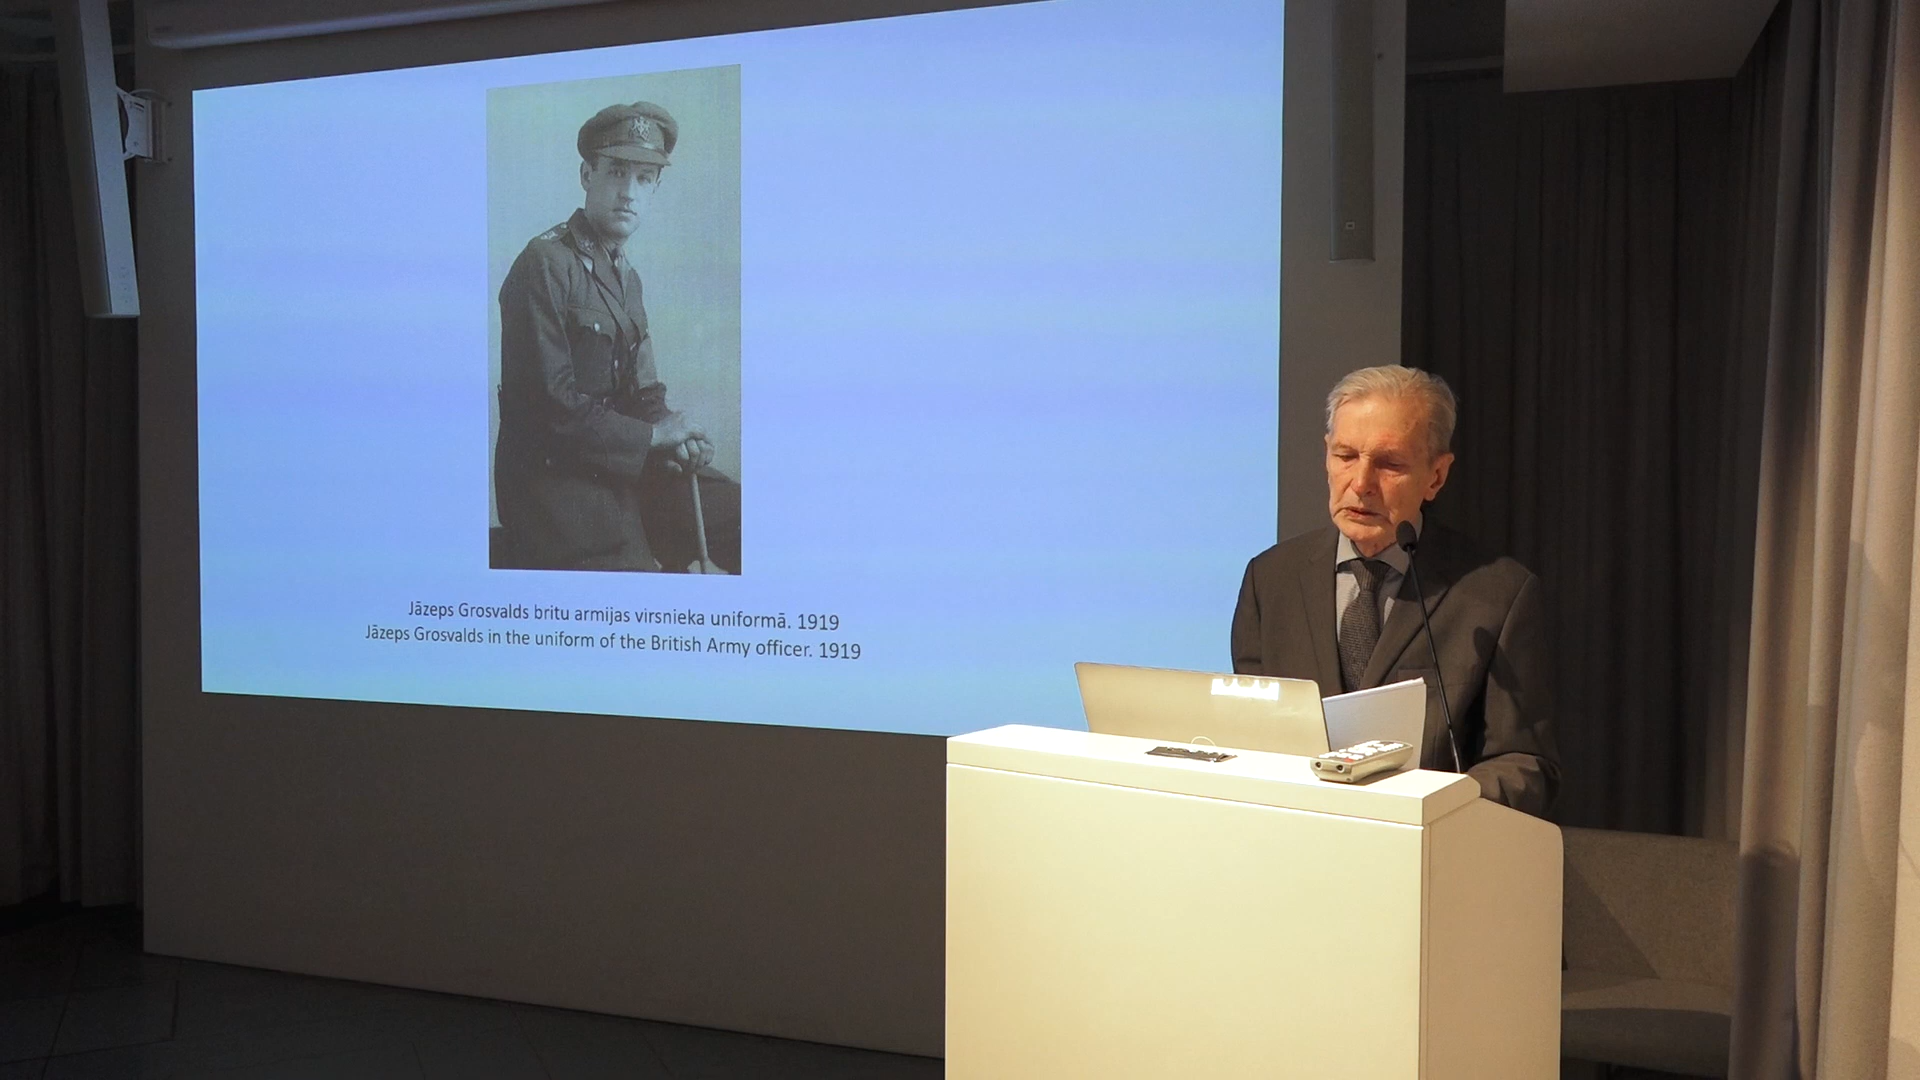 Jāzeps Grosvalds britu armijas virsnieka uniformā. 1919
Jāzeps Grosvalds in the uniform of the British Army officer. 1919